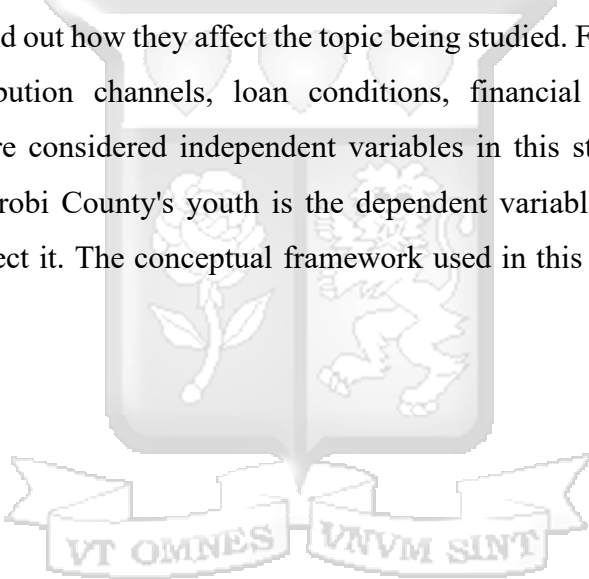 d out how they affect the topic being studied. F
bution channels, loan conditions, financial
re considered independent variables in this st
robi County's youth is the dependent variabl
ect it. The conceptual framework used in this
VT OMNES VNVM SINT